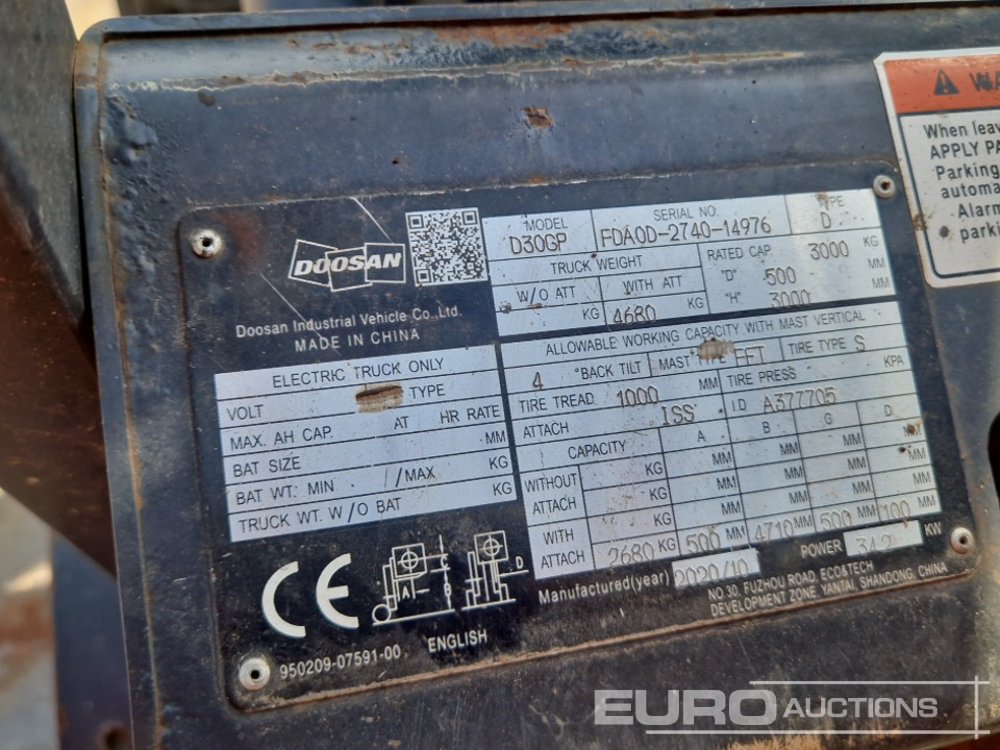 DOOSAN
Doosan Industrial Vehicle Co.,Ltd.
MADE IN CHINA
MODEL SERIAL NO. TYPE
D30GP FDA0D-2740-14976 D
TRUCK WEIGHT
W/O ATT WITH ATT
KG 4680 KG
RATED CAP. 3000 KG
"D" 500 MM
"H" 3000 MM
ALLOWABLE WORKING CAPACITY WITH MAST VERTICAL
4 °BACK TILT MAST TYPE FFT TIRE TYPE S
TIRE TREAD 1000 MM TIRE PRESS KPA
ATTACH ISS I.D A377705
CAPACITY A B G D
WITHOUT ATTACH KG MM MM MM MM
KG MM MM MM MM
WITH ATTACH KG MM MM MM MM
2680 KG 500 MM 4710 MM 500 MM 100 MM
Manufactured(year) 2020/10 POWER 34.2 KW
NO.30, FUZHOU ROAD, ECO&TECH
DEVELOPMENT ZONE, YANTAI, SHANDONG, CHINA
ELECTRIC TRUCK ONLY
VOLT TYPE
MAX. AH CAP. AT HR RATE
BAT SIZE MM
BAT WT: MIN /MAX KG
TRUCK WT. W/O BAT KG
CE
A D
950209-07591-00 ENGLISH
When leav
APPLY PA
Parking
automa
Alarm
parki
EURO AUCTIONS